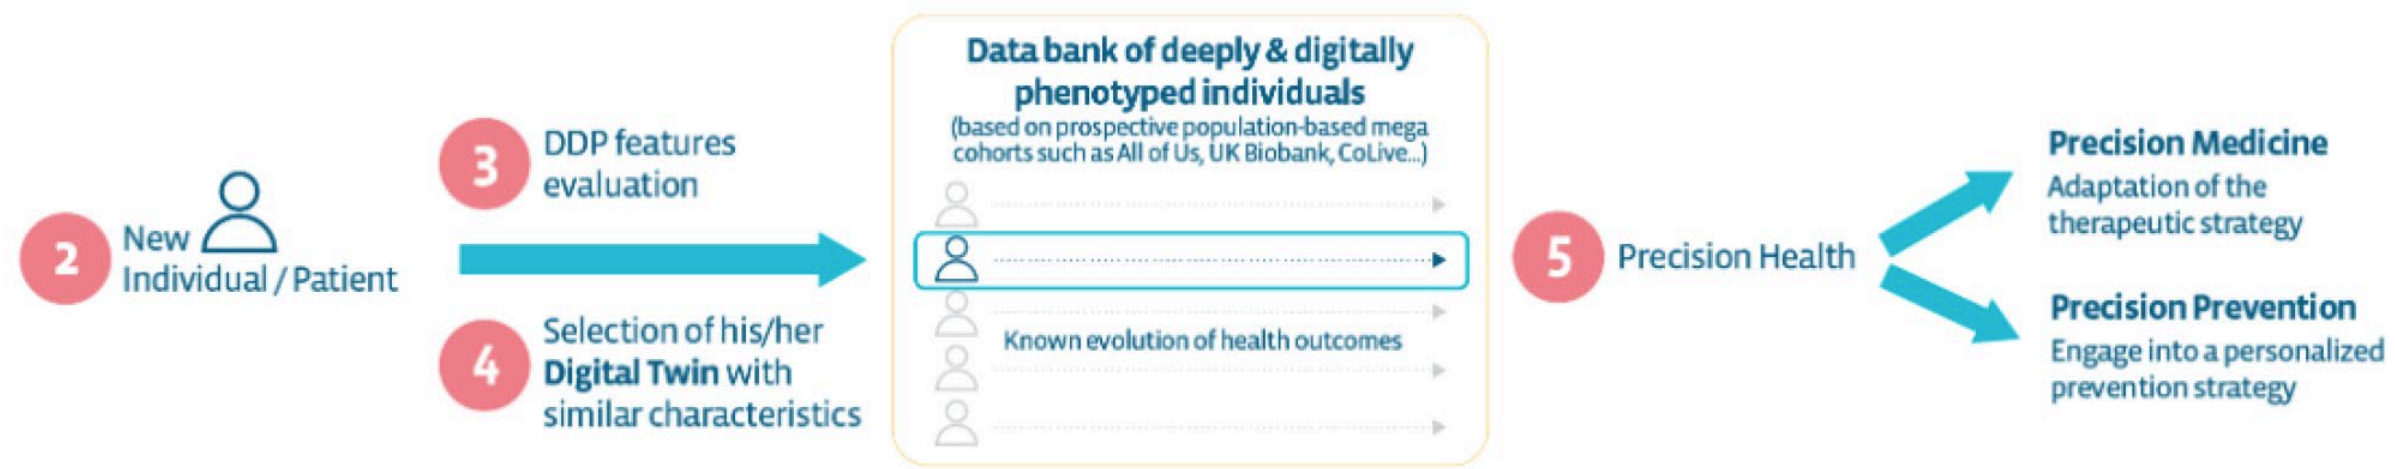 2
New
Individual / Patient
3
DDP features
evaluation
4
Selection of his/her
Digital Twin with
similar characteristics
Data bank of deeply & digitally
phenotyped individuals
(based on prospective population-based mega
cohorts such as All of Us, UK Biobank, CoLive...)
Known evolution of health outcomes
5
Precision Health
Precision Medicine
Adaptation of the
therapeutic strategy
Precision Prevention
Engage into a personalized
prevention strategy